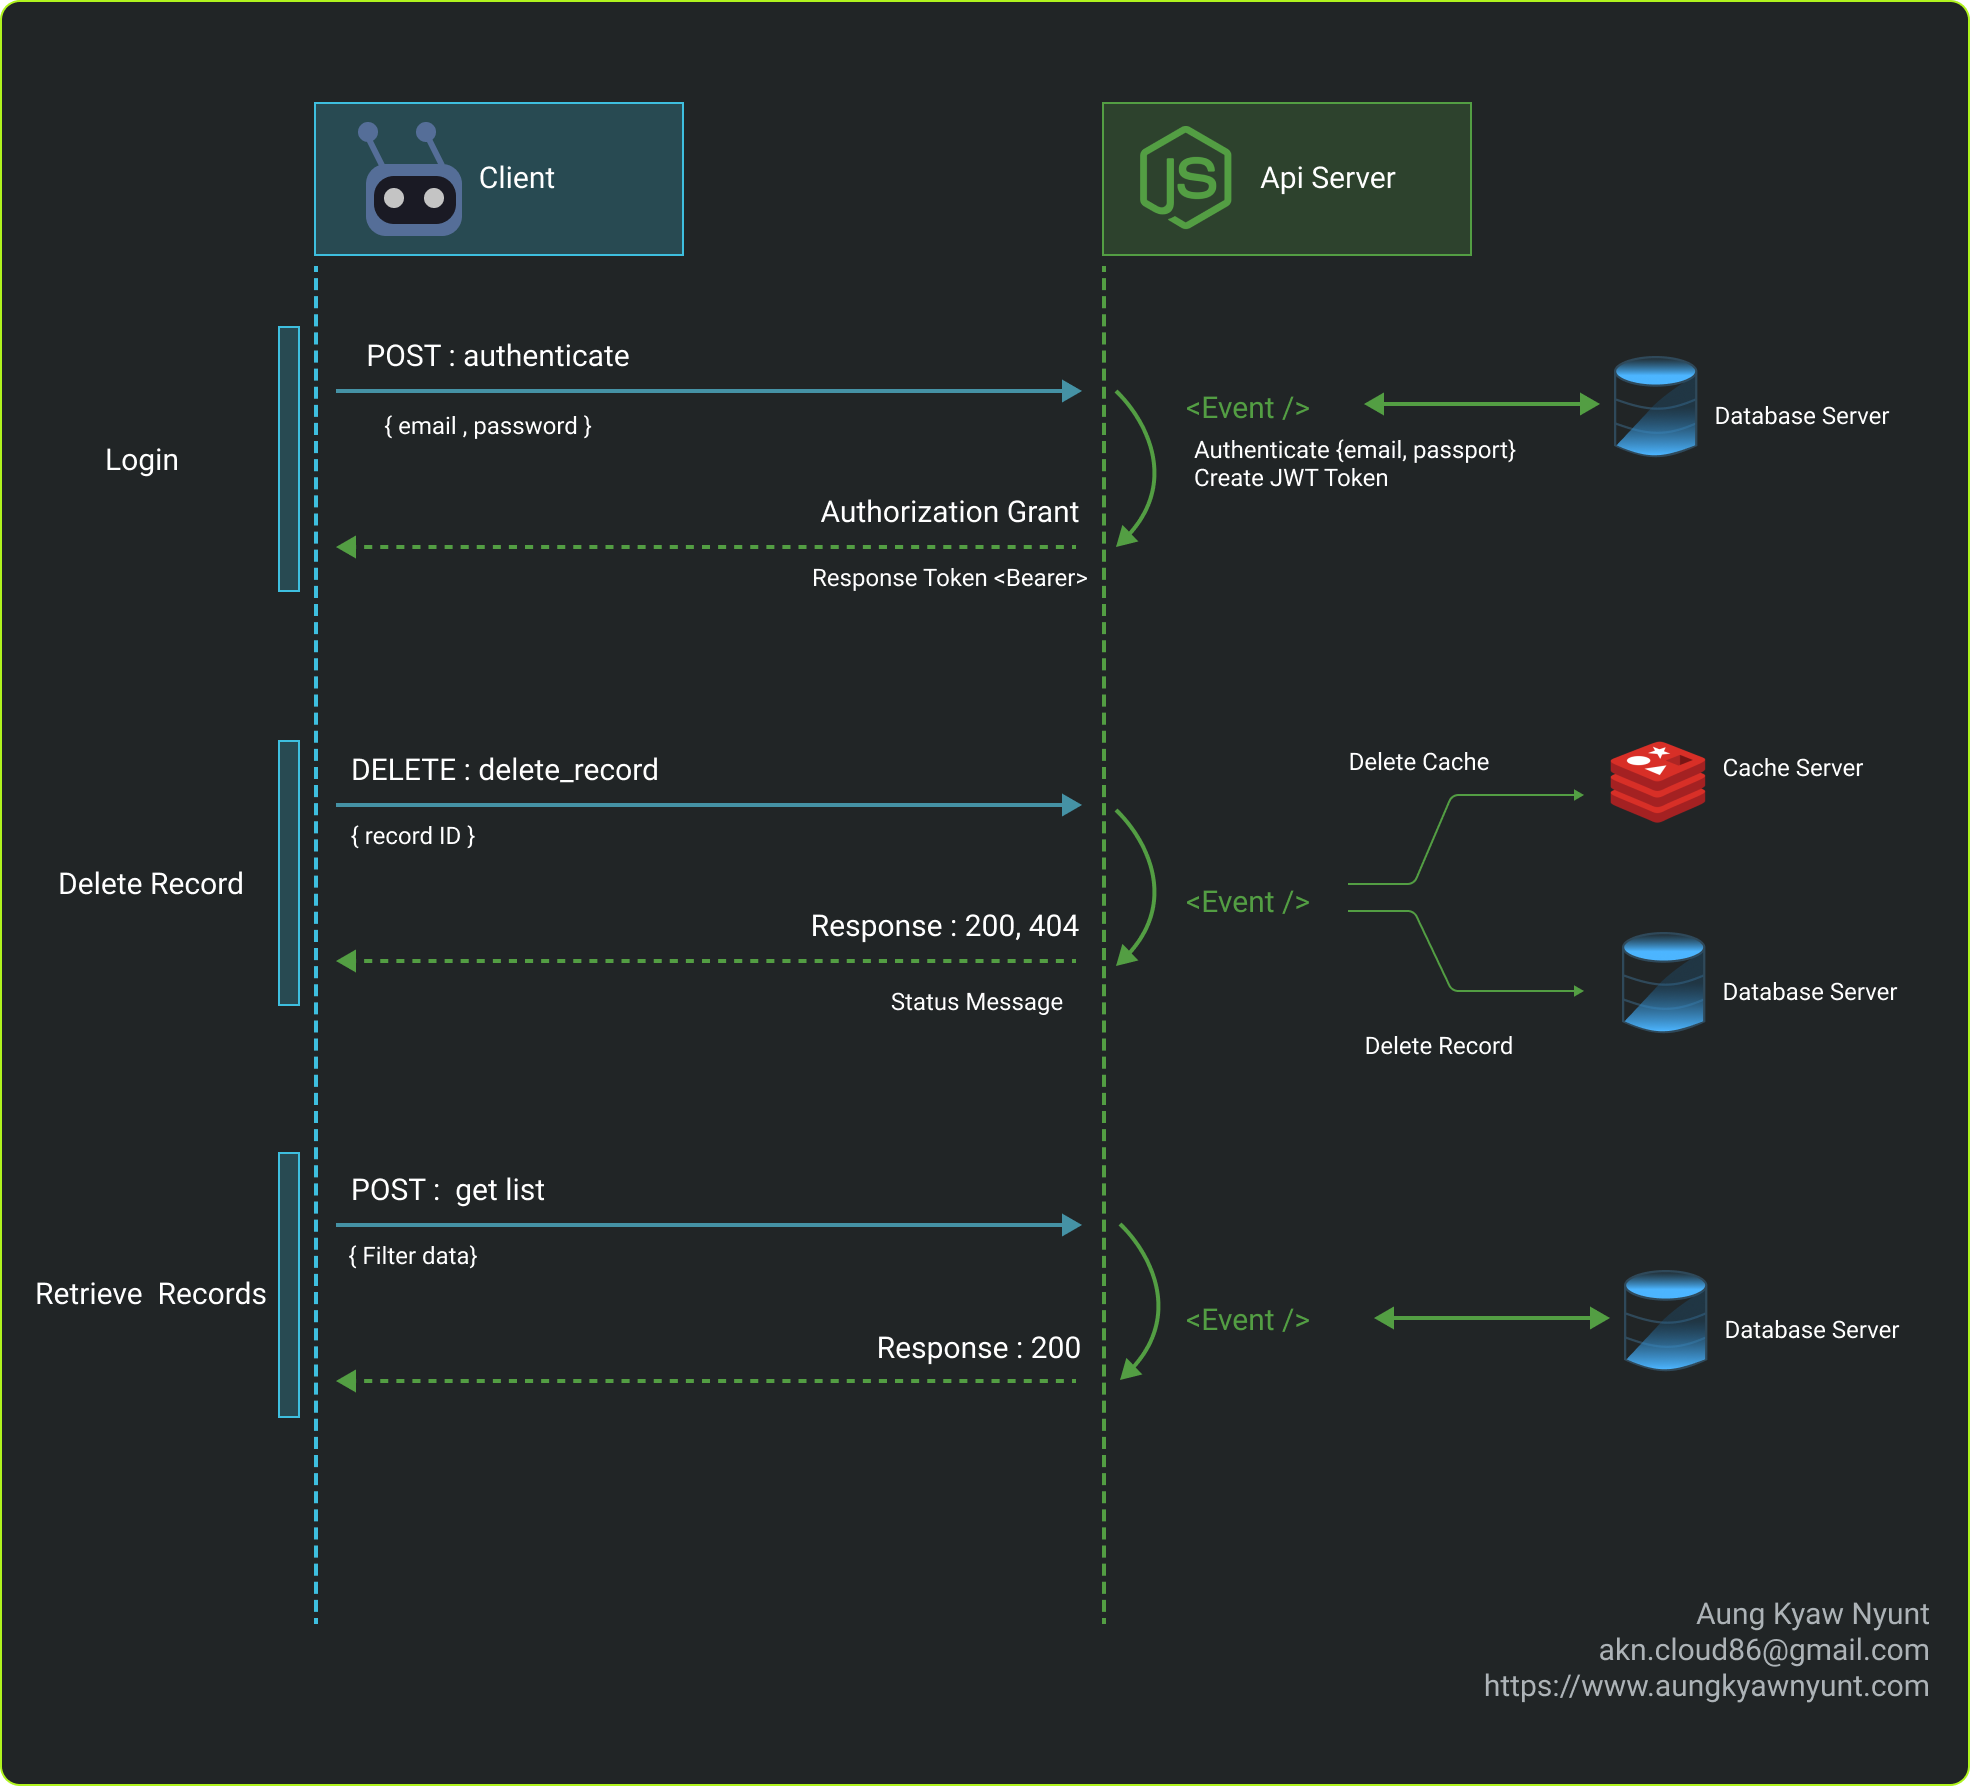 Client
JS
Api Server
POST : authenticate
{ email , password }
<Event />
Database Server
Authenticate {email, passport}
Create JWT Token
Login
Authorization Grant
Response Token <Bearer>
DELETE : delete_record
{ record ID }
Delete Cache
Cache Server
Delete Record
Response : 200, 404
<Event />
Status Message
Database Server
Delete Record
POST :  get list
{ Filter data}
Retrieve  Records
<Event />
Database Server
Response : 200
Aung Kyaw Nyunt
akn.cloud86@gmail.com
https://www.aungkyawnyunt.com